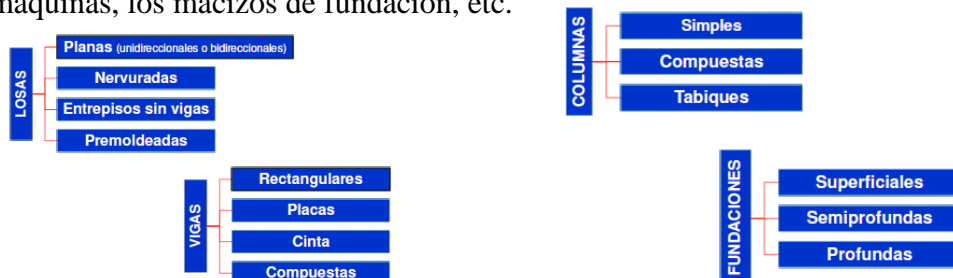 maquinas, los macizos de fundación, etc.
LOSAS
Planas (unidireccionales o bidireccionales)
Nervuradas
Entrepisos sin vigas
Premoldeadas
COLUMNAS
Simples
Compuestas
Tabiques
VIGAS
Rectangulares
Placas
Cinta
Compuestas
FUNDACIONES
Superficiales
Semiprofundas
Profundas